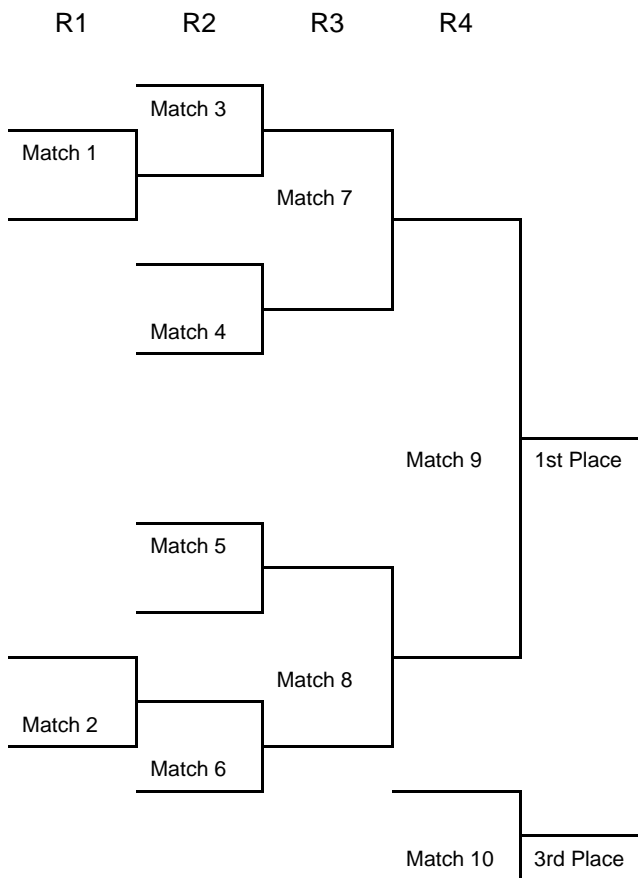 R1 R2 R3 R4
Match 3
Match 1
Match 7
Match 4
Match 9 1st Place
Match 5
Match 8
Match 2
Match 6
Match 10 3rd Place